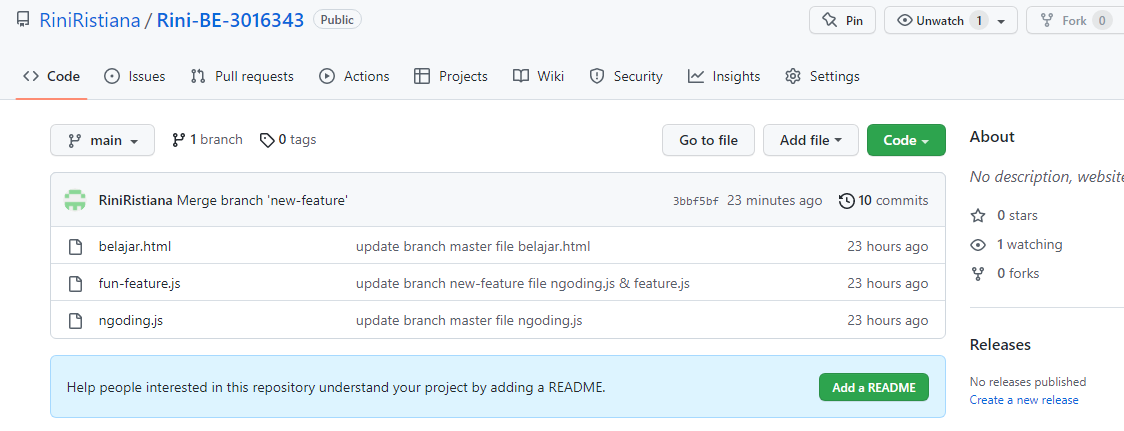 RiniRistiana / Rini-BE-3016343 Public Pin Unwatch 1 Fork 0
Code Issues Pull requests Actions Projects Wiki Security Insights Settings
main 1 branch 0 tags Go to file Add file Code
RiniRistiana Merge branch 'new-feature' 3bbf5bf 23 minutes ago 10 commits
belajar.html update branch master file belajar.html 23 hours ago
fun-feature.js update branch new-feature file ngoding.js & feature.js 23 hours ago
ngoding.js update branch master file ngoding.js 23 hours ago
Help people interested in this repository understand your project by adding a README. Add a README
About
No description, website
0 stars
1 watching
0 forks
Releases
No releases published
Create a new release